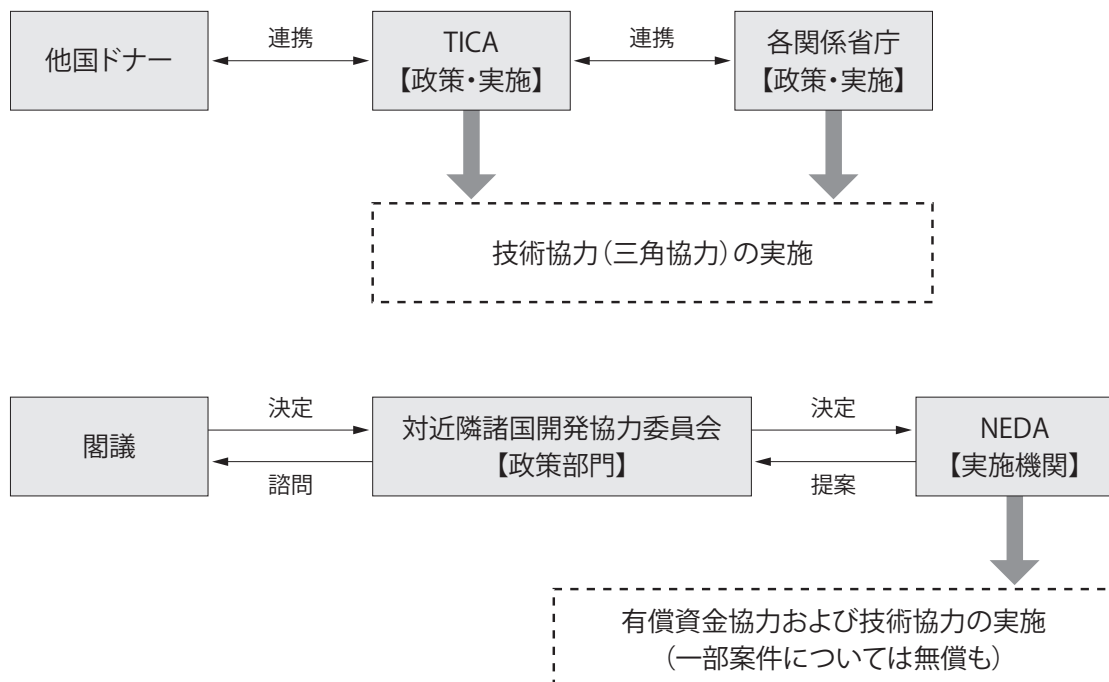 他国ドナー
連携
TICA
【政策・実施】
連携
各関係省庁
【政策・実施】
技術協力（三角協力）の実施
閣議
決定
諮問
対近隣諸国開発協力委員会
【政策部門】
決定
提案
NEDA
【実施機関】
有償資金協力および技術協力の実施
（一部案件については無償も）